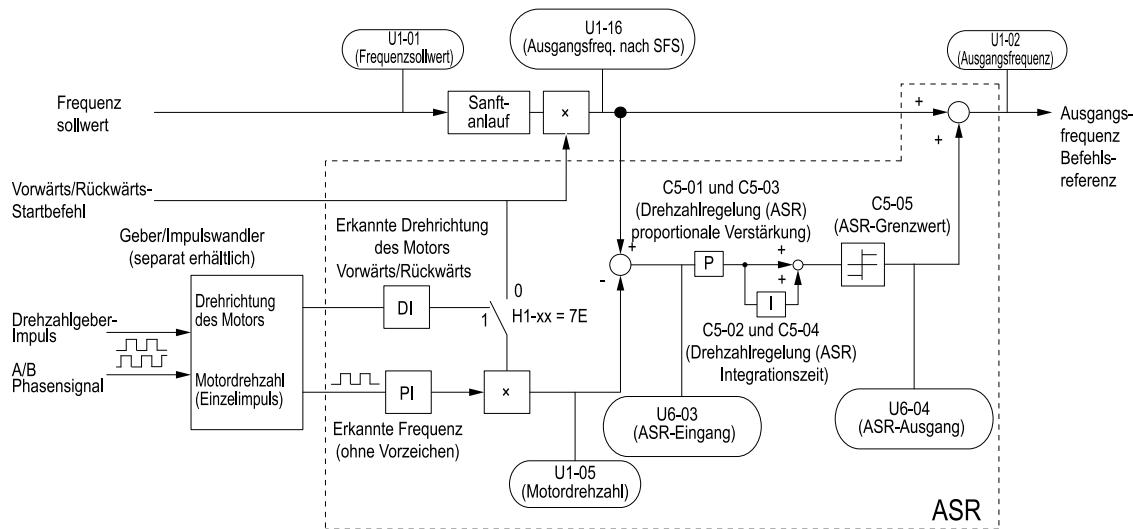 U1-01
(Frequenzsollwert)
U1-16
(Ausgangsfreq. nach SFS)
U1-02
(Ausgangsfrequenz)
Frequenz
sollwert
Sanft-
anlauf
×
+
+
Ausgangs-
frequenz
Befehls-
referenz
Vorwärts/Rückwärts-
Startbefehl
C5-01 und C5-03
(Drehzahlregelung (ASR)
proportionale Verstärkung)
C5-05
(ASR-Grenzwert)
Erkannte Drehrichtung
des Motors
Vorwärts/Rückwärts
Geber/Impulswandler
(separat erhältlich)
+
-
P
+
+
I
Drehrichtung
des Motors
DI
0
1
H1-xx = 7E
Drehzahlgeber-
Impuls
A/B
Phasensignal
C5-02 und C5-04
(Drehzahlregelung (ASR)
Integrationszeit)
Motordrehzahl
(Einzelimpuls)
PI
×
Erkannte Frequenz
(ohne Vorzeichen)
U6-03
(ASR-Eingang)
U6-04
(ASR-Ausgang)
U1-05
(Motordrehzahl)
ASR